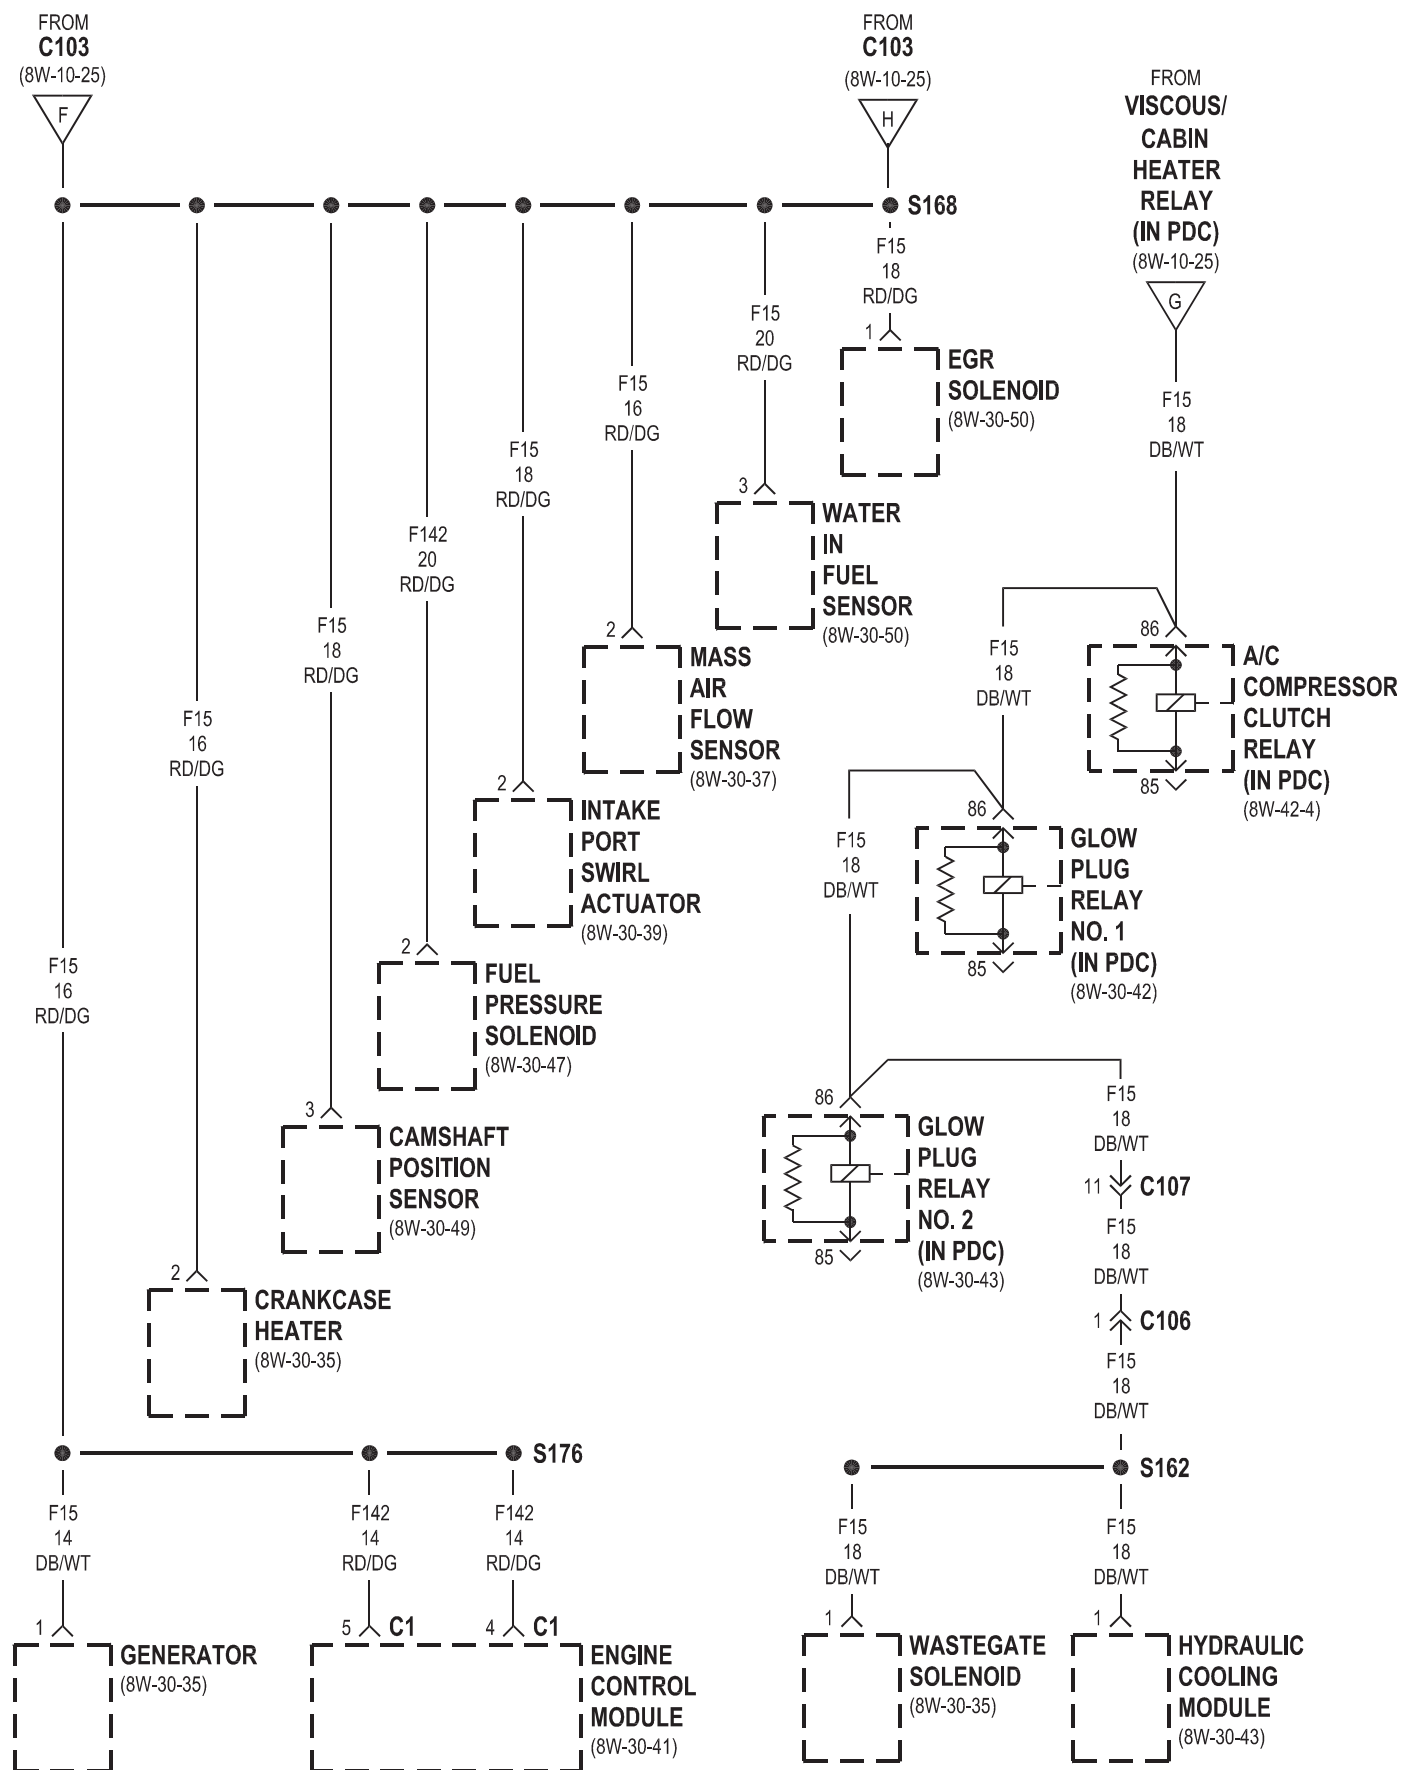 FROM
C103
(8W-10-25)
F
FROM
C103
(8W-10-25)
H
FROM
VISCOUS/
CABIN
HEATER
RELAY
(IN PDC)
(8W-10-25)
G
S168
F15
18
RD/DG
1
EGR
SOLENOID
(8W-30-50)
F15
20
RD/DG
3
WATER
IN
FUEL
SENSOR
(8W-30-50)
F15
16
RD/DG
2
MASS
AIR
FLOW
SENSOR
(8W-30-37)
F15
18
RD/DG
2
INTAKE
PORT
SWIRL
ACTUATOR
(8W-30-39)
F142
20
RD/DG
2
FUEL
PRESSURE
SOLENOID
(8W-30-47)
F15
18
RD/DG
3
CAMSHAFT
POSITION
SENSOR
(8W-30-49)
F15
16
RD/DG
2
CRANKCASE
HEATER
(8W-30-35)
F15
16
RD/DG
S176
F15
14
DB/WT
1
GENERATOR
(8W-30-35)
F142
14
RD/DG
5 C1
F142
14
RD/DG
4 C1
ENGINE
CONTROL
MODULE
(8W-30-41)
F15
18
DB/WT
86
A/C
COMPRESSOR
CLUTCH
RELAY
(IN PDC)
(8W-42-4)
85
F15
18
DB/WT
86
GLOW
PLUG
RELAY
NO. 1
(IN PDC)
(8W-30-42)
85
F15
18
DB/WT
86
GLOW
PLUG
RELAY
NO. 2
(IN PDC)
(8W-30-43)
85
F15
18
DB/WT
11 C107
F15
18
DB/WT
1 C106
F15
18
DB/WT
S162
F15
18
DB/WT
1
WASTEGATE
SOLENOID
(8W-30-35)
F15
18
DB/WT
1
HYDRAULIC
COOLING
MODULE
(8W-30-43)